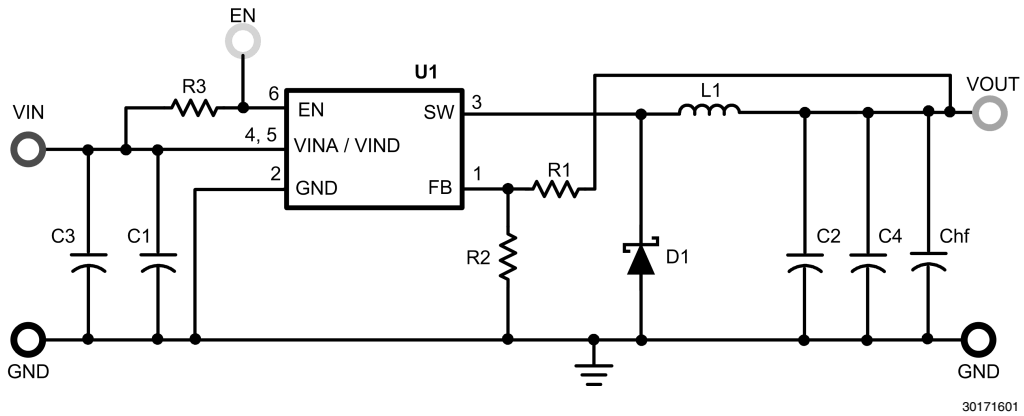 EN
U1
R3
6
EN
SW
3
L1
VOUT
VIN
4, 5
VINA / VIND
2
GND
FB
1
R1
C3
C1
R2
D1
C2
C4
Chf
GND
GND
30171601